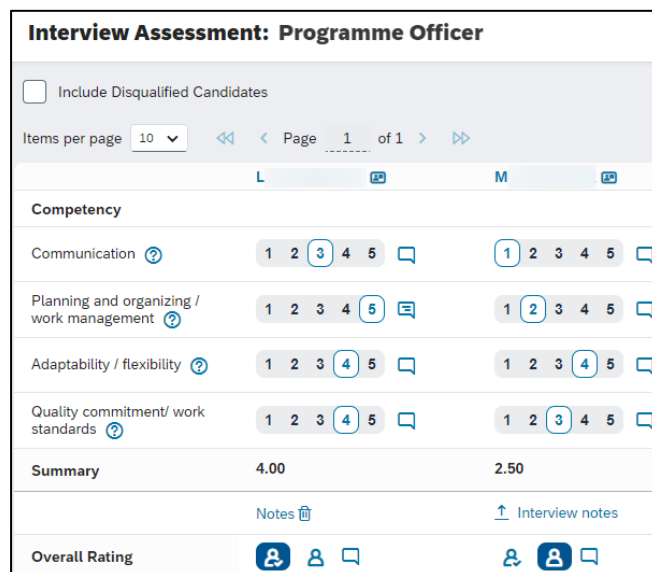 Interview Assessment: Programme Officer
Include Disqualified Candidates
Items per page 10 Page 1 of 1
L M
Competency
Communication 1 2 3 4 5 1 2 3 4 5
Planning and organizing /
work management 1 2 3 4 5 1 2 3 4 5
Adaptability / flexibility 1 2 3 4 5 1 2 3 4 5
Quality commitment/ work
standards 1 2 3 4 5 1 2 3 4 5
Summary 4.00 2.50
Notes Interview notes
Overall Rating